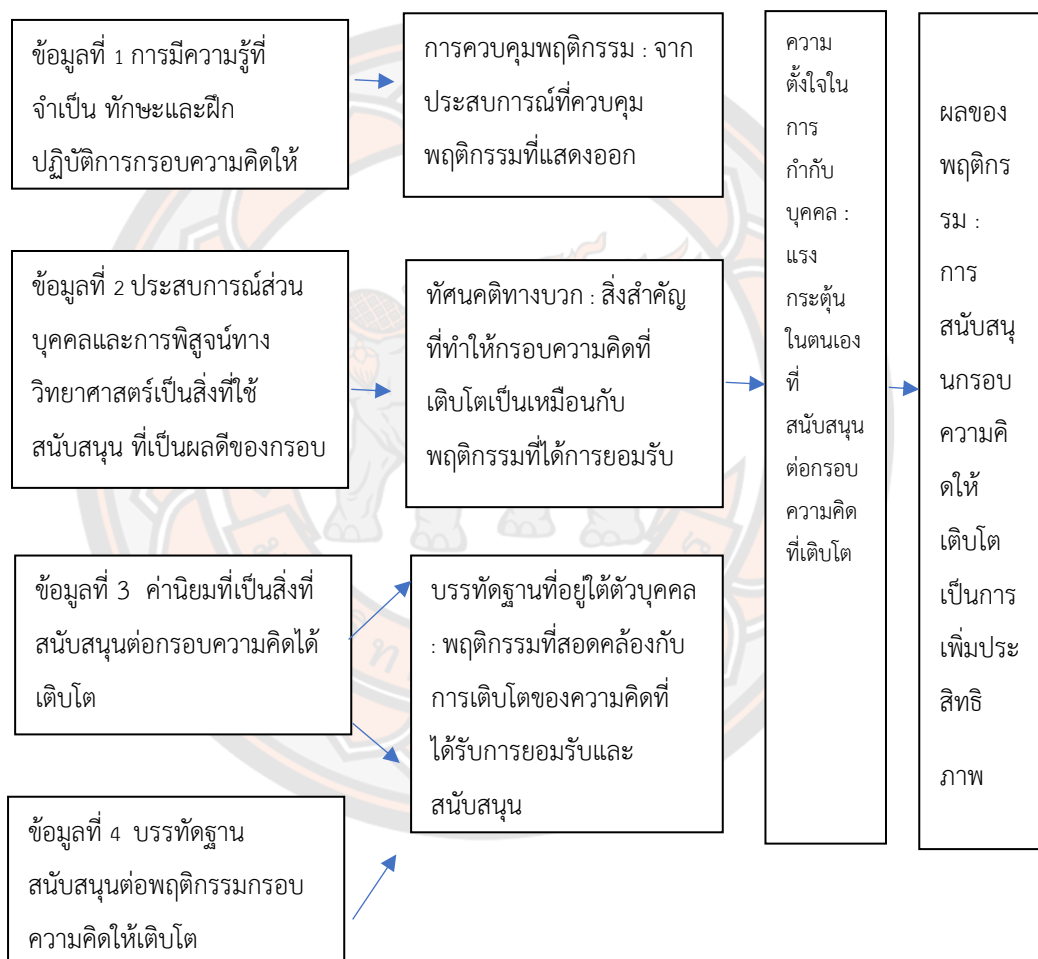 ข้อมูลที่ 1 การมีความรู้ที่
จำเป็น ทักษะและฝึก
ปฏิบัติการกรอบความคิดให้
การควบคุมพฤติกรรม : จาก
ประสบการณ์ที่ควบคุม
พฤติกรรมที่แสดงออก
ข้อมูลที่ 2 ประสบการณ์ส่วน
บุคคลและการพิสูจน์ทาง
วิทยาศาสตร์เป็นสิ่งที่ใช้
สนับสนุน ที่เป็นผลดีของกรอบ
ทัศนคติทางบวก : สิ่งสำคัญ
ที่ทำให้กรอบความคิดที่
เติบโตเป็นเหมือนกับ
พฤติกรรมที่ได้การยอมรับ
ข้อมูลที่ 3 ค่านิยมที่เป็นสิ่งที่
สนับสนุนต่อกรอบความคิดได้
เติบโต
บรรทัดฐานที่อยู่ใต้ตัวบุคคล
: พฤติกรรมที่สอดคล้องกับ
การเติบโตของความคิดที่
ได้รับการยอมรับและ
สนับสนุน
ข้อมูลที่ 4 บรรทัดฐาน
สนับสนุนต่อพฤติกรรมกรอบ
ความคิดให้เติบโต
ความ
ตั้งใจใน
การ
กำกับ
บุคคล :
แรง
กระตุ้น
ในตนเอง
ที่
สนับสนุน
ต่อกรอบ
ความคิด
ที่เติบโต
ผลของ
พฤติกร
รม :
การ
สนับสนุ
นกรอบ
ความคิ
ดให้
เติบโต
เป็นการ
เพิ่มประ
สิทธิ
ภาพ